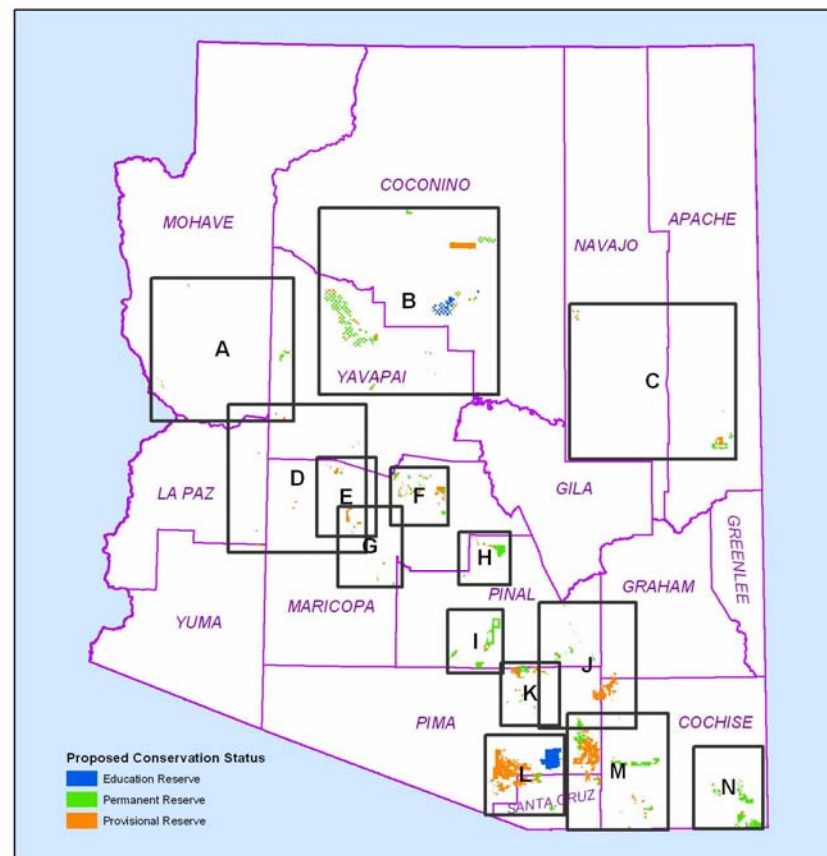 COCONINO
MOHAVE
APACHE
NAVAJO
B
A
YAVAPAI
C
LA PAZ
D
E
F
GILA
G
H
GREENLEE
PINAL
GRAHAM
MARICOPA
YUMA
I
J
K
PIMA
COCHISE
L
M
N
SANTA CRUZ
Proposed Conservation Status
Education Reserve
Permanent Reserve
Provisional Reserve